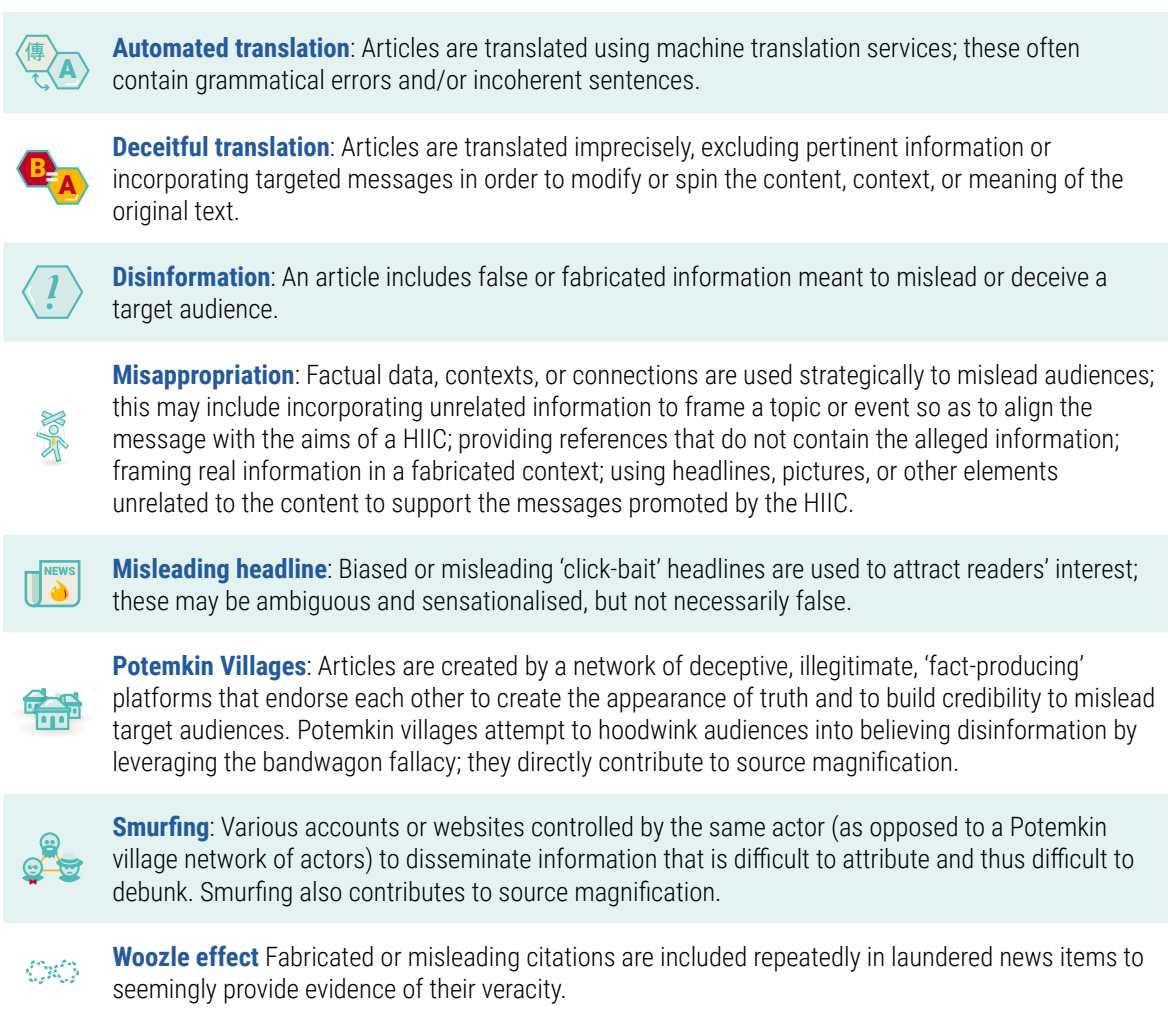 傳
A
Automated translation: Articles are translated using machine translation services; these often
contain grammatical errors and/or incoherent sentences.
B
=
A
Deceitful translation: Articles are translated imprecisely, excluding pertinent information or
incorporating targeted messages in order to modify or spin the content, context, or meaning of the
original text.
!
Disinformation: An article includes false or fabricated information meant to mislead or deceive a
target audience.
Misappropriation: Factual data, contexts, or connections are used strategically to mislead audiences;
this may include incorporating unrelated information to frame a topic or event so as to align the
message with the aims of a HIIC; providing references that do not contain the alleged information;
framing real information in a fabricated context; using headlines, pictures, or other elements
unrelated to the content to support the messages promoted by the HIIC.
NEWS
Misleading headline: Biased or misleading ‘click-bait’ headlines are used to attract readers’ interest;
these may be ambiguous and sensationalised, but not necessarily false.
Potemkin Villages: Articles are created by a network of deceptive, illegitimate, ‘fact-producing’
platforms that endorse each other to create the appearance of truth and to build credibility to mislead
target audiences. Potemkin villages attempt to hoodwink audiences into believing disinformation by
leveraging the bandwagon fallacy; they directly contribute to source magnification.
Smurfing: Various accounts or websites controlled by the same actor (as opposed to a Potemkin
village network of actors) to disseminate information that is difficult to attribute and thus difficult to
debunk. Smurfing also contributes to source magnification.
Woozle effect Fabricated or misleading citations are included repeatedly in laundered news items to
seemingly provide evidence of their veracity.